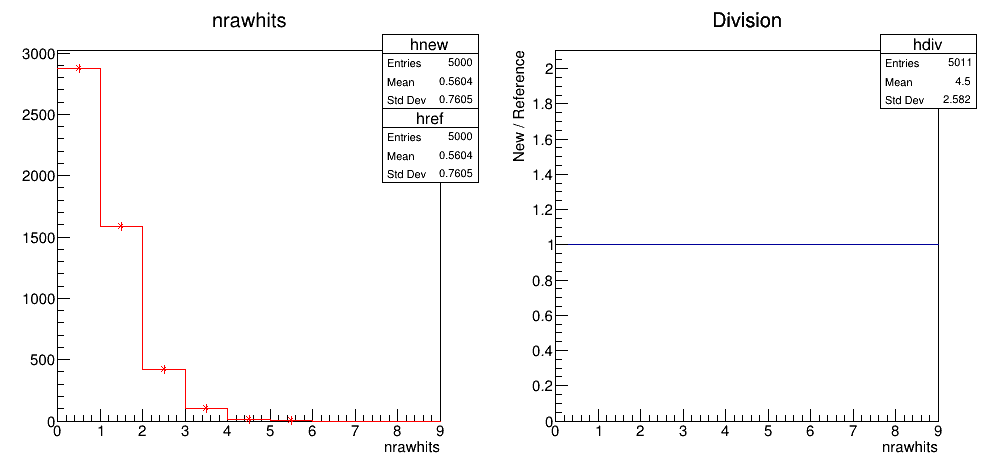 nrawhits
hnew
Entries 5000
Mean 0.5604
Std Dev 0.7605
href
Entries 5000
Mean 0.5604
Std Dev 0.7605
3000
2500
2000
1500
1000
500
0
0 1 2 3 4 5 6 7 8 9
nrawhits
Division
hdiv
Entries 5011
Mean 4.5
Std Dev 2.582
New / Reference
2
1.8
1.6
1.4
1.2
1
0.8
0.6
0.4
0.2
0
0 1 2 3 4 5 6 7 8 9
nrawhits